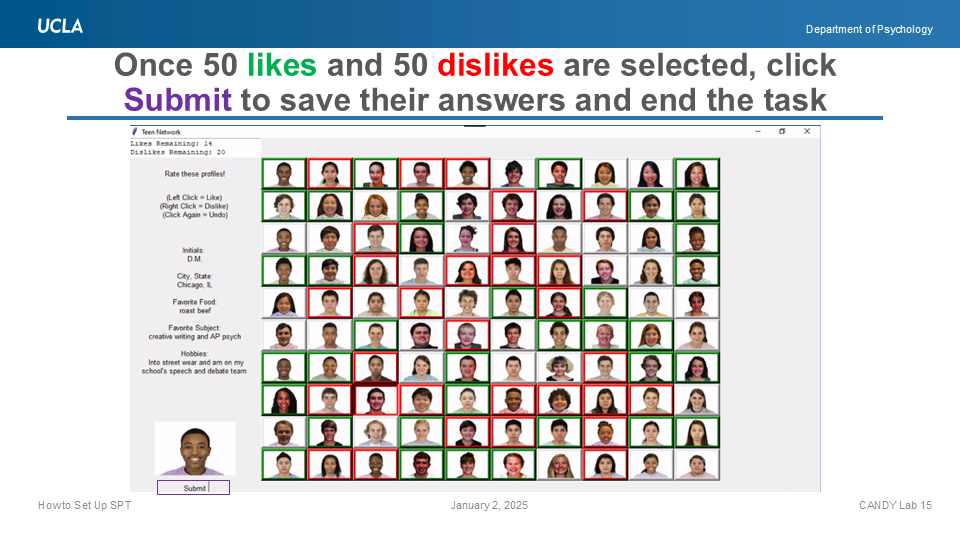 UCLA
Department of Psychology
Once 50 likes and 50 dislikes are selected, click
Submit to save their answers and end the task
Teen Network
Likes Remaining: 14
Dislikes Remaining: 20
Rate these profiles!
(Left Click = Like)
(Right Click = Dislike)
(Click Again = Undo)
Initials:
D.M.
City, State:
Chicago, IL
Favorite Food:
roast beef
Favorite Subject:
creative writing and AP psych
Hobbies:
Into street wear and am on my
school's speech and debate team
Submit
Howto Set Up SPT
January 2, 2025
CANDY Lab 15